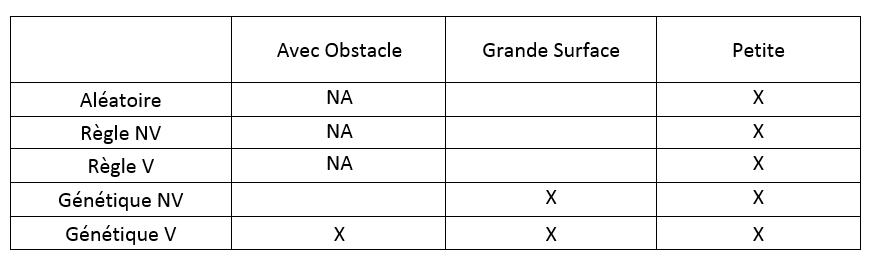 Avec Obstacle Grande Surface Petite
Aléatoire NA X
Règle NV NA X
Règle V NA X
Génétique NV X X
Génétique V X X X